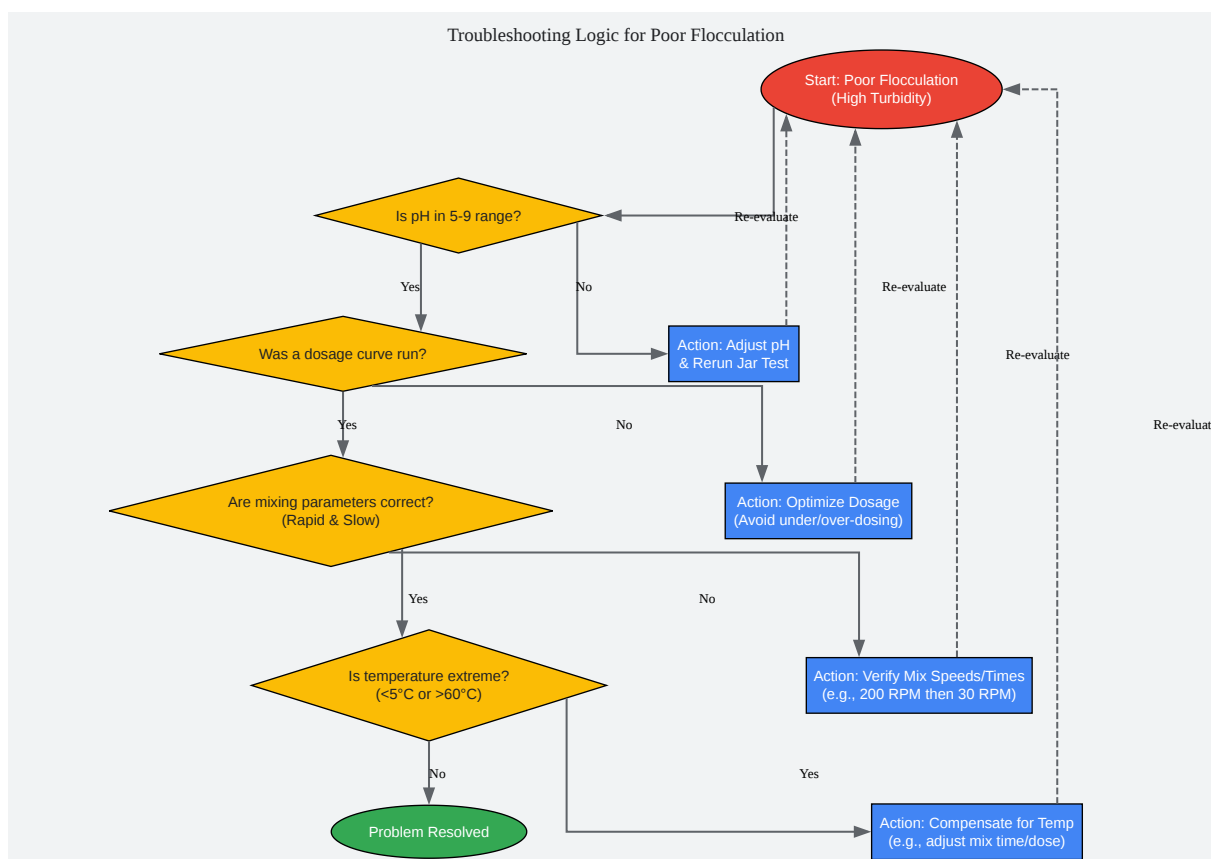 Troubleshooting Logic for Poor Flocculation
Start: Poor Flocculation
(High Turbidity)
Is pH in 5-9 range?
Re-evaluate
Yes
No
Re-evaluate
Was a dosage curve run?
Action: Adjust pH
& Rerun Jar Test
Re-evaluate
Yes
No
Re-evaluat
Are mixing parameters correct?
(Rapid & Slow)
Action: Optimize Dosage
(Avoid under/over-dosing)
Yes
No
Is temperature extreme?
(<5°C or >60°C)
Action: Verify Mix Speeds/Times
(e.g., 200 RPM then 30 RPM)
No
Yes
Problem Resolved
Action: Compensate for Temp
(e.g., adjust mix time/dose)